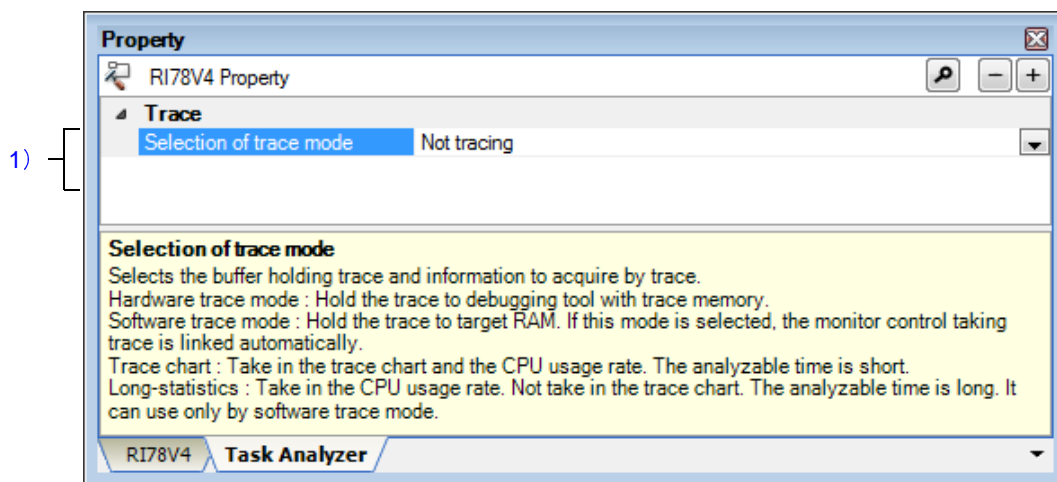 Property
RI78V4 Property
Trace
Selection of trace mode Not tracing
1)
Selection of trace mode
Selects the buffer holding trace and information to acquire by trace.
Hardware trace mode : Hold the trace to debugging tool with trace memory.
Software trace mode : Hold the trace to target RAM. If this mode is selected, the monitor control taking
trace is linked automatically.
Trace chart : Take in the trace chart and the CPU usage rate. The analyzable time is short.
Long-statistics : Take in the CPU usage rate. Not take in the trace chart. The analyzable time is long. It
can use only by software trace mode.
RI78V4 Task Analyzer